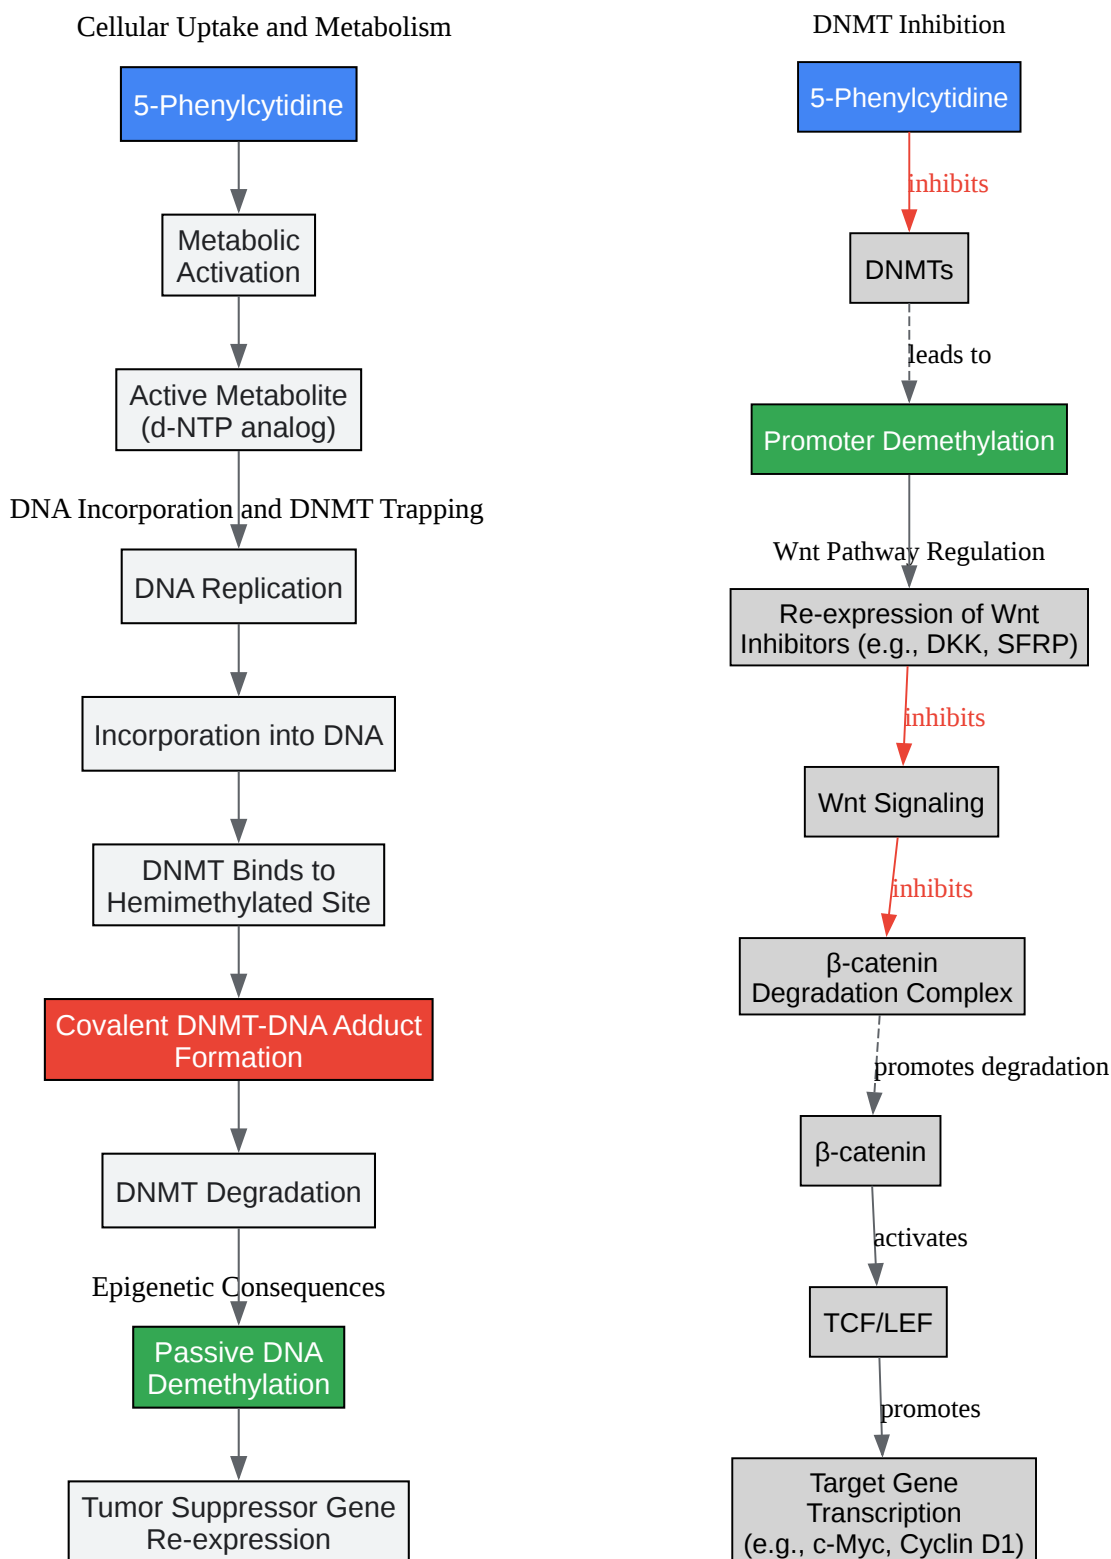 Cellular Uptake and Metabolism
5-Phenylcytidine
Metabolic
Activation
Active Metabolite
(d-NTP analog)
DNA Incorporation and DNMT Trapping
DNA Replication
Incorporation into DNA
DNMT Binds to
Hemimethylated Site
Covalent DNMT-DNA Adduct
Formation
DNMT Degradation
Epigenetic Consequences
Passive DNA
Demethylation
Tumor Suppressor Gene
Re-expression
DNMT Inhibition
5-Phenylcytidine
inhibits
DNMTs
leads to
Promoter Demethylation
Wnt Pathway Regulation
Re-expression of Wnt
Inhibitors (e.g., DKK, SFRP)
inhibits
Wnt Signaling
inhibits
β-catenin
Degradation Complex
promotes degradation
β-catenin
activates
TCF/LEF
promotes
Target Gene
Transcription
(e.g., c-Myc, Cyclin D1)